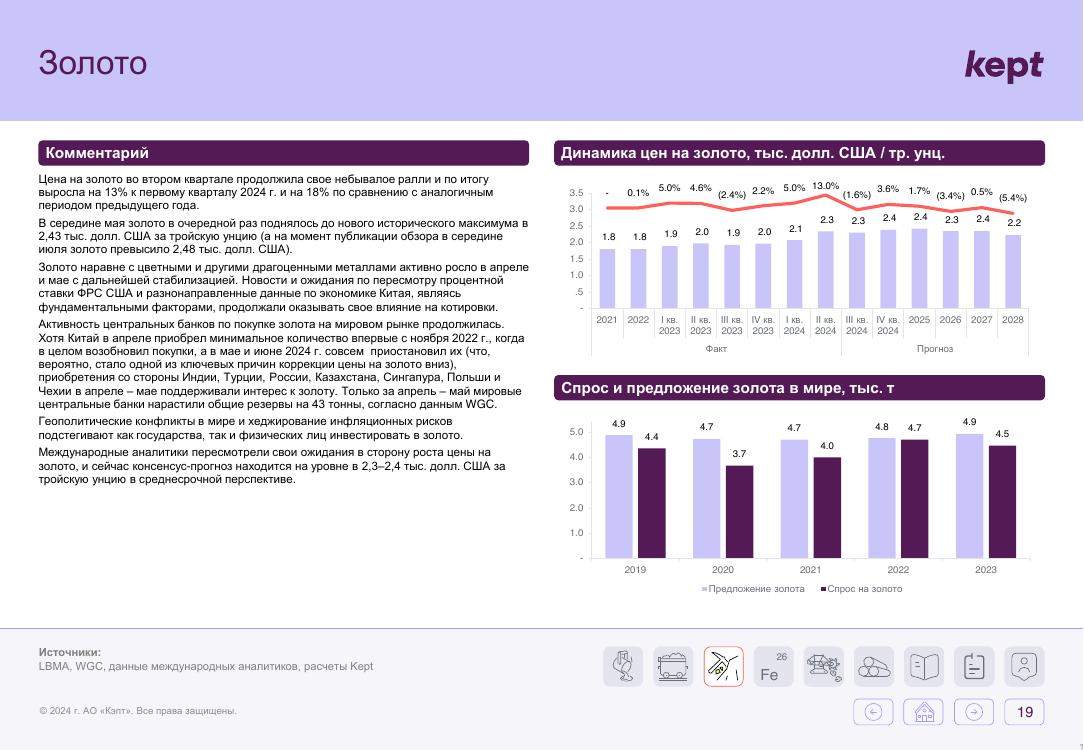 Золото
kept
Комментарий
Цена на золото во втором квартале продолжила свое небывалое ралли и по итогу
выросла на 13% к первому кварталу 2024 г. и на 18% по сравнению с аналогичным
периодом предыдущего года.
В середине мая золото в очередной раз поднялось до нового исторического максимума в
2,43 тыс. долл. США за тройскую унцию (а на момент публикации обзора в середине
июля золото превысило 2,48 тыс. долл. США).
Золото наравне с цветными и другими драгоценными металлами активно росло в апреле
и мае с дальнейшей стабилизацией. Новости и ожидания по пересмотру процентной
ставки ФРС США и разнонаправленные данные по экономике Китая, являясь
фундаментальными факторами, продолжали оказывать свое влияние на котировки.
Активность центральных банков по покупке золота на мировом рынке продолжилась.
Хотя Китай в апреле приобрел минимальное количество впервые с ноября 2022 г., когда
в целом возобновил покупки, а в мае и июне 2024 г. совсем приостановил их (что,
вероятно, стало одной из ключевых причин коррекции цены на золото вниз),
приобретения со стороны Индии, Турции, России, Казахстана, Сингапура, Польши и
Чехии в апреле – мае поддерживали интерес к золоту. Только за апрель – май мировые
центральные банки нарастили общие резервы на 43 тонны, согласно данным WGC.
Геополитические конфликты в мире и хеджирование инфляционных рисков
подстегивают как государства, так и физических лиц инвестировать в золото.
Международные аналитики пересмотрели свои ожидания в сторону роста цены на
золото, и сейчас консенсус-прогноз находится на уровне в 2,3–2,4 тыс. долл. США за
тройскую унцию в среднесрочной перспективе.
Динамика цен на золото, тыс. долл. США / тр. унц.
- 0.1% 5.0% 4.6% (2.4%) 2.2% 5.0% 13.0% (1.6%) 3.6% 1.7% (3.4%) 0.5% (5.4%)
3.5
3.0
2.5
2.0
1.5
1.0
.5
-
1.8 1.8 1.9 2.0 1.9 2.0 2.1 2.3 2.3 2.4 2.4 2.3 2.4 2.2
2021 2022 I кв. II кв. III кв. IV кв. I кв. II кв. III кв. IV кв. 2025 2026 2027 2028
2023 2023 2023 2023 2024 2024 2024 2024
Факт Прогноз
Спрос и предложение золота в мире, тыс. т
5.0
4.0
3.0
2.0
1.0
-
4.9 4.4 4.7 3.7 4.7 4.0 4.8 4.7 4.9 4.5
2019 2020 2021 2022 2023
Предложение золота Спрос на золото
Источники:
LBMA, WGC, данные международных аналитиков, расчеты Kept
26
Fe
© 2024 г. АО «Кэпт». Все права защищены.
19